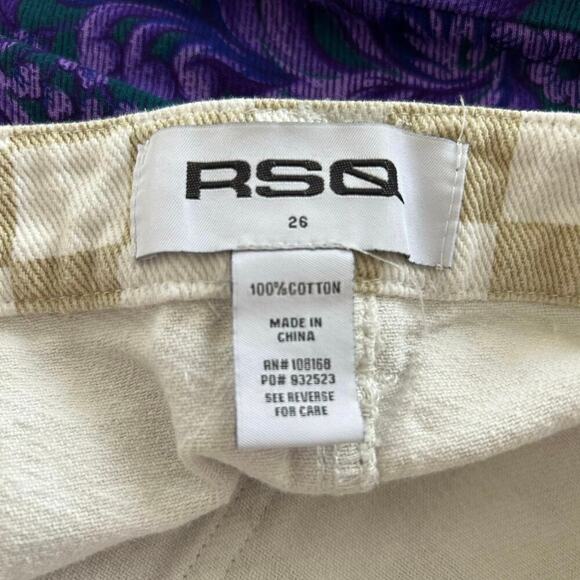 RSQ
26
100%COTTON
MADE IN
CHINA
RN# 108168
PO# 932523
SEE REVERSE
FOR CARE